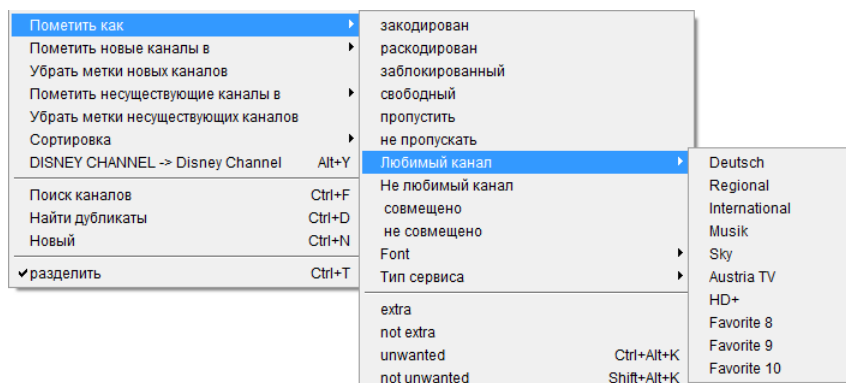 Пометить как
Пометить новые каналы в
Убрать метки новых каналов
Пометить несуществующие каналы в
Убрать метки несуществующих каналов
Сортировка
DISNEY CHANNEL -> Disney Channel Alt+Y
Поиск каналов Ctrl+F
Найти дубликаты Ctrl+D
Новый Ctrl+N
разделить Ctrl+T
закодирован
раскодирован
заблокированный
свободный
пропустить
не пропускать
Любимый канал
Не любимый канал
совмещено
не совмещено
Font
Тип сервиса
extra
not extra
unwanted Ctrl+Alt+K
not unwanted Shift+Alt+K
Deutsch
Regional
International
Musik
Sky
Austria TV
HD+
Favorite 8
Favorite 9
Favorite 10